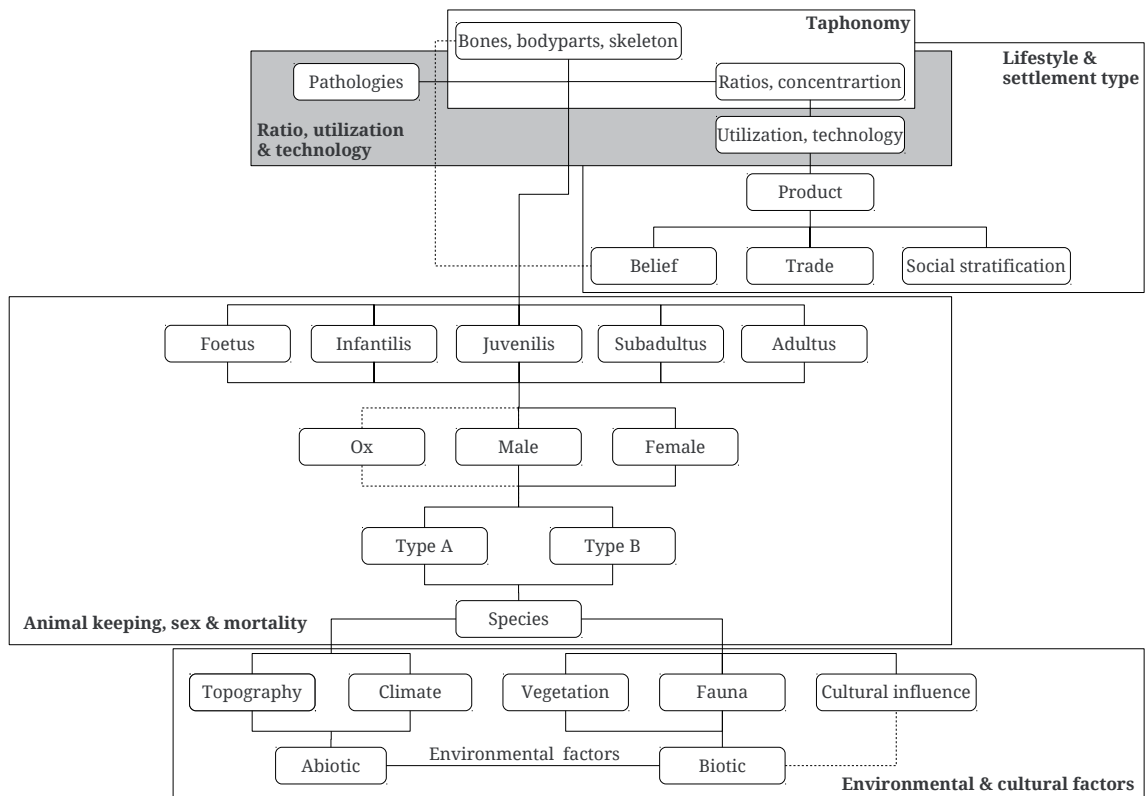 Taphonomy
Bones, bodyparts, skeleton
Lifestyle &
settlement type
Pathologies
Ratios, concentrartion
Ratio, utilization
& technology
Utilization, technology
Product
Belief
Trade
Social stratification
Foetus
Infantilis
Juvenilis
Subadultus
Adultus
Ox
Male
Female
Type A
Type B
Species
Animal keeping, sex & mortality
Topography
Climate
Vegetation
Fauna
Cultural influence
Environmental factors
Abiotic
Biotic
Environmental & cultural factors